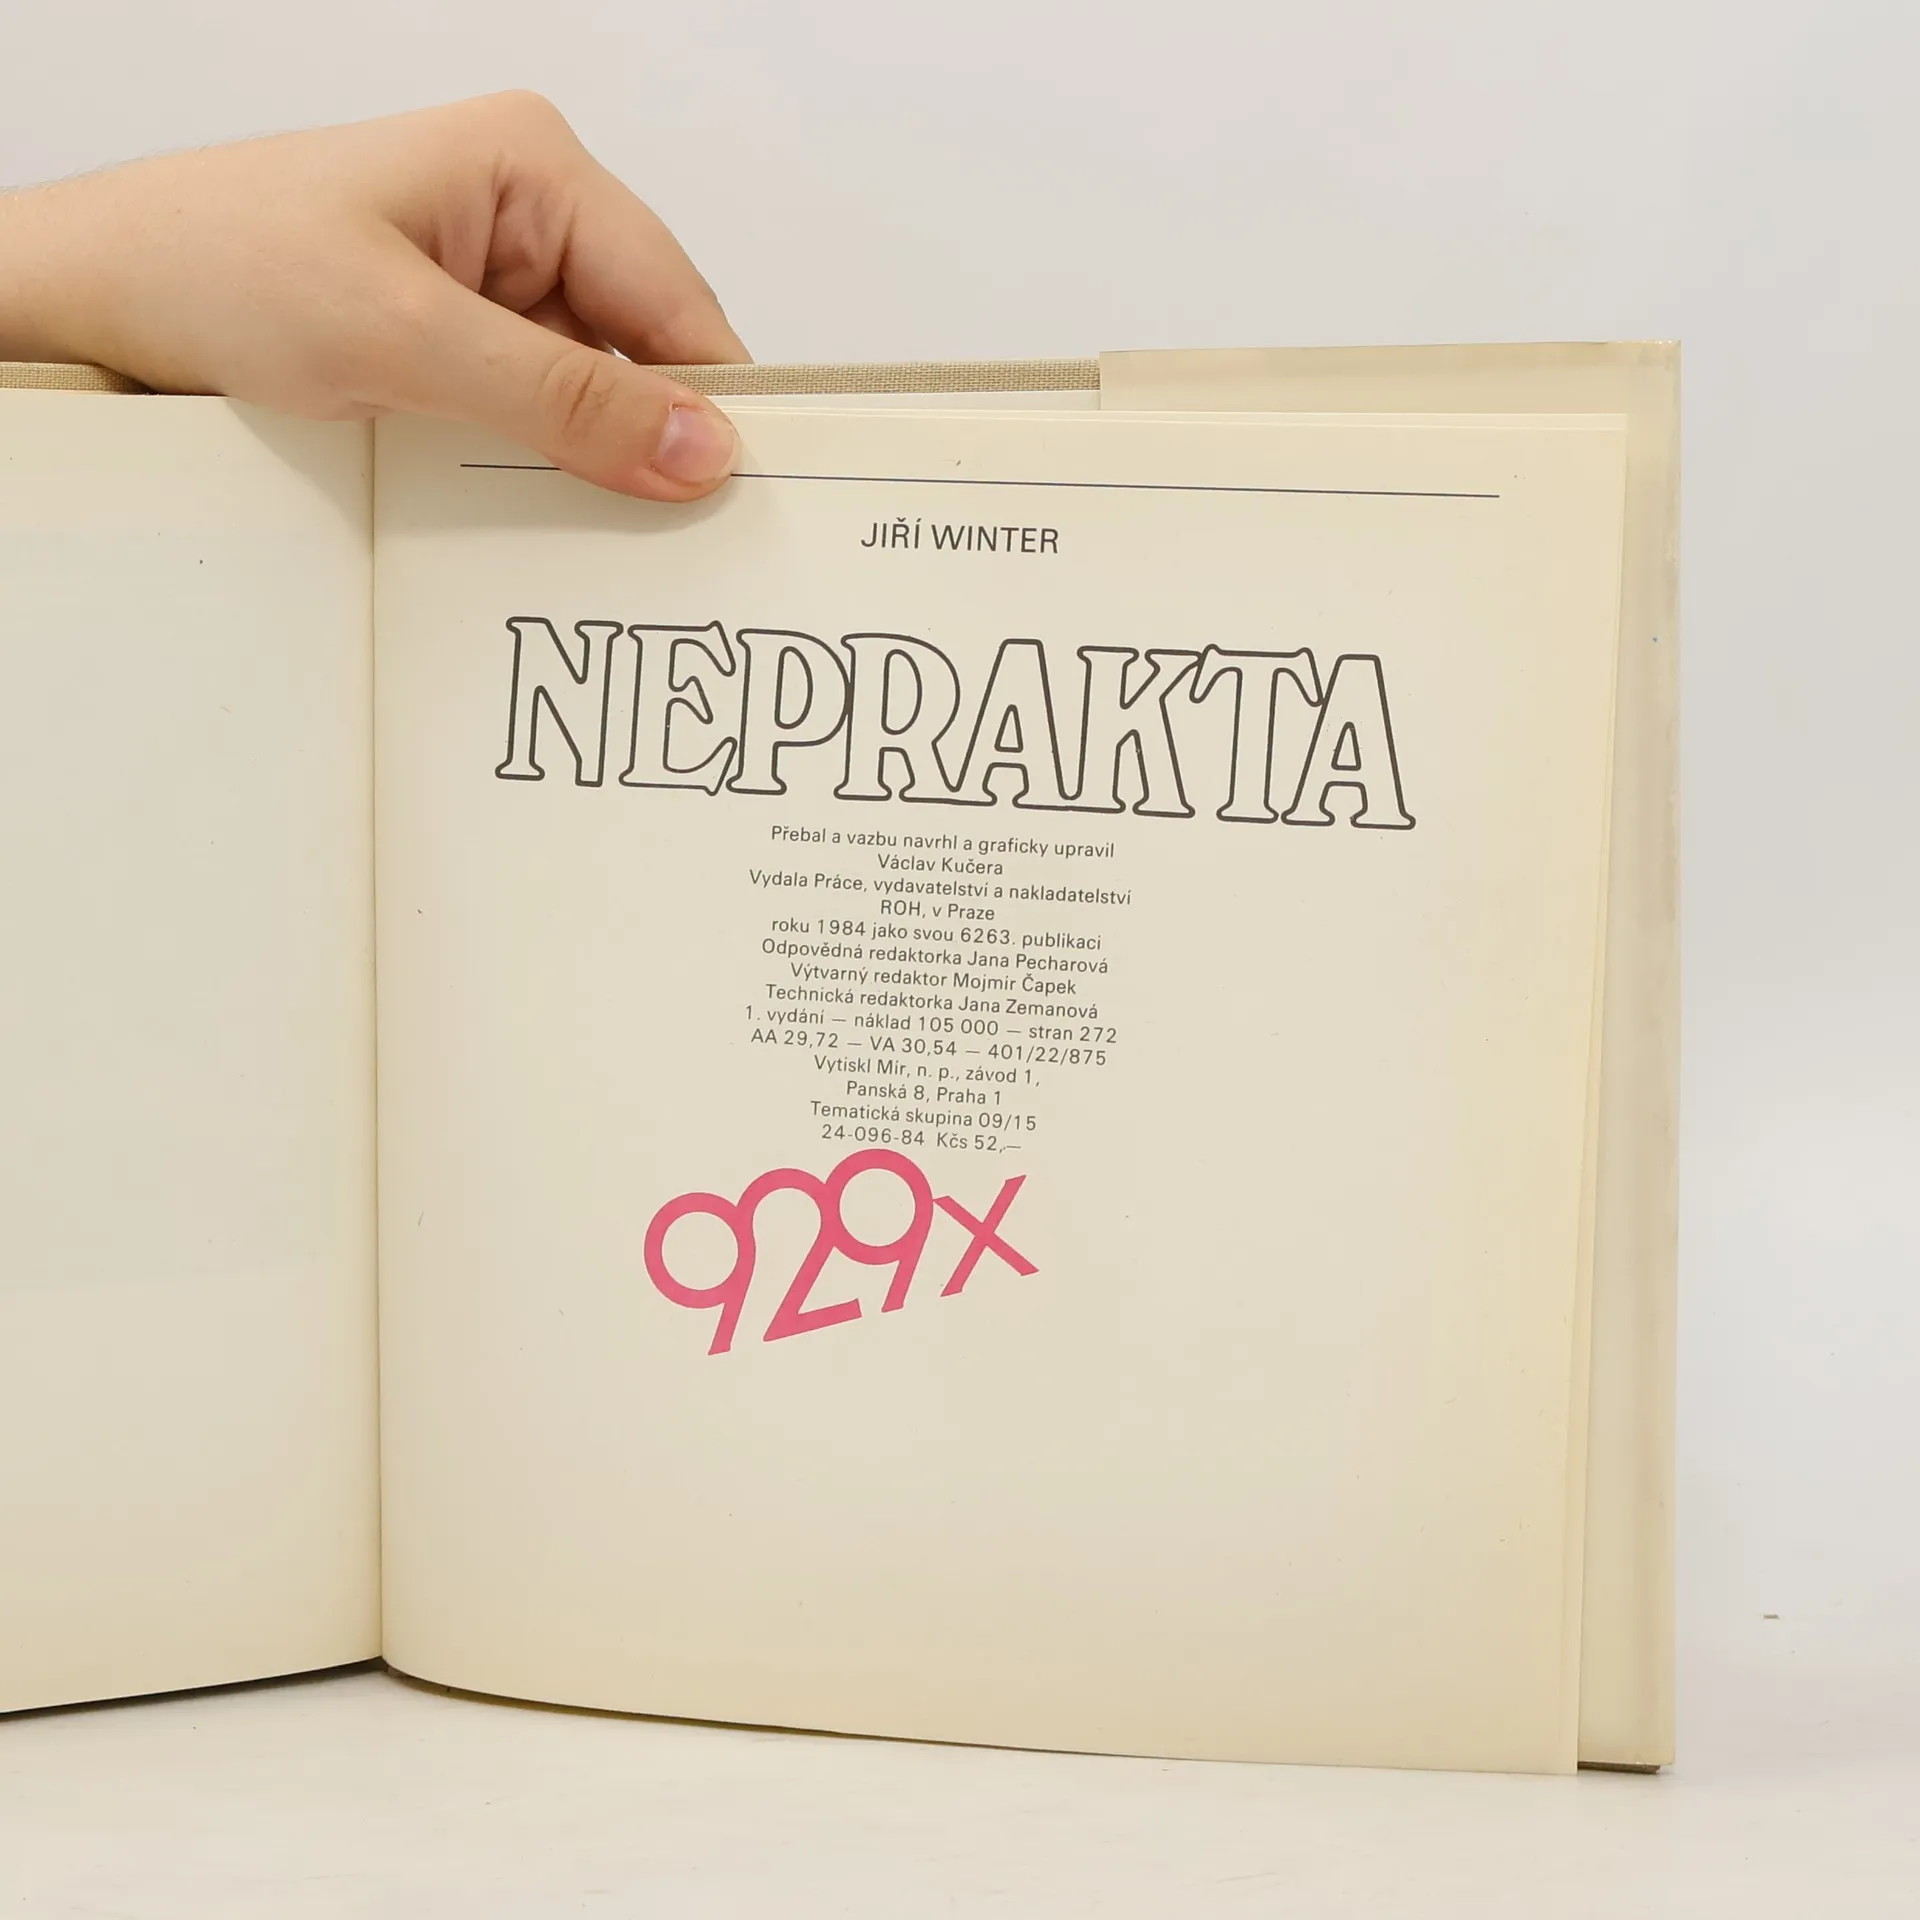 JIŘÍ WINTER
NEPRAKTA
Přebal a vazbu navrhl a graficky upravil
Václav Kučera
Vydala Práce, vydavatelství a nakladatelství
ROH, v Praze
roku 1984 jako svou 6263. publikaci
Odpovědná redaktorka Jana Pecharová
Výtvarný redaktor Mojmír Čapek
Technická redaktorka Jana Zemanová
1. vydání — náklad 105 000 — stran 272
AA 29,72 — VA 30,54 — 401/22/875
Vytiskl Mír, n. p., závod 1,
Panská 8, Praha 1
Tematická skupina 09/15
24-096-84 Kčs 52,—
929x